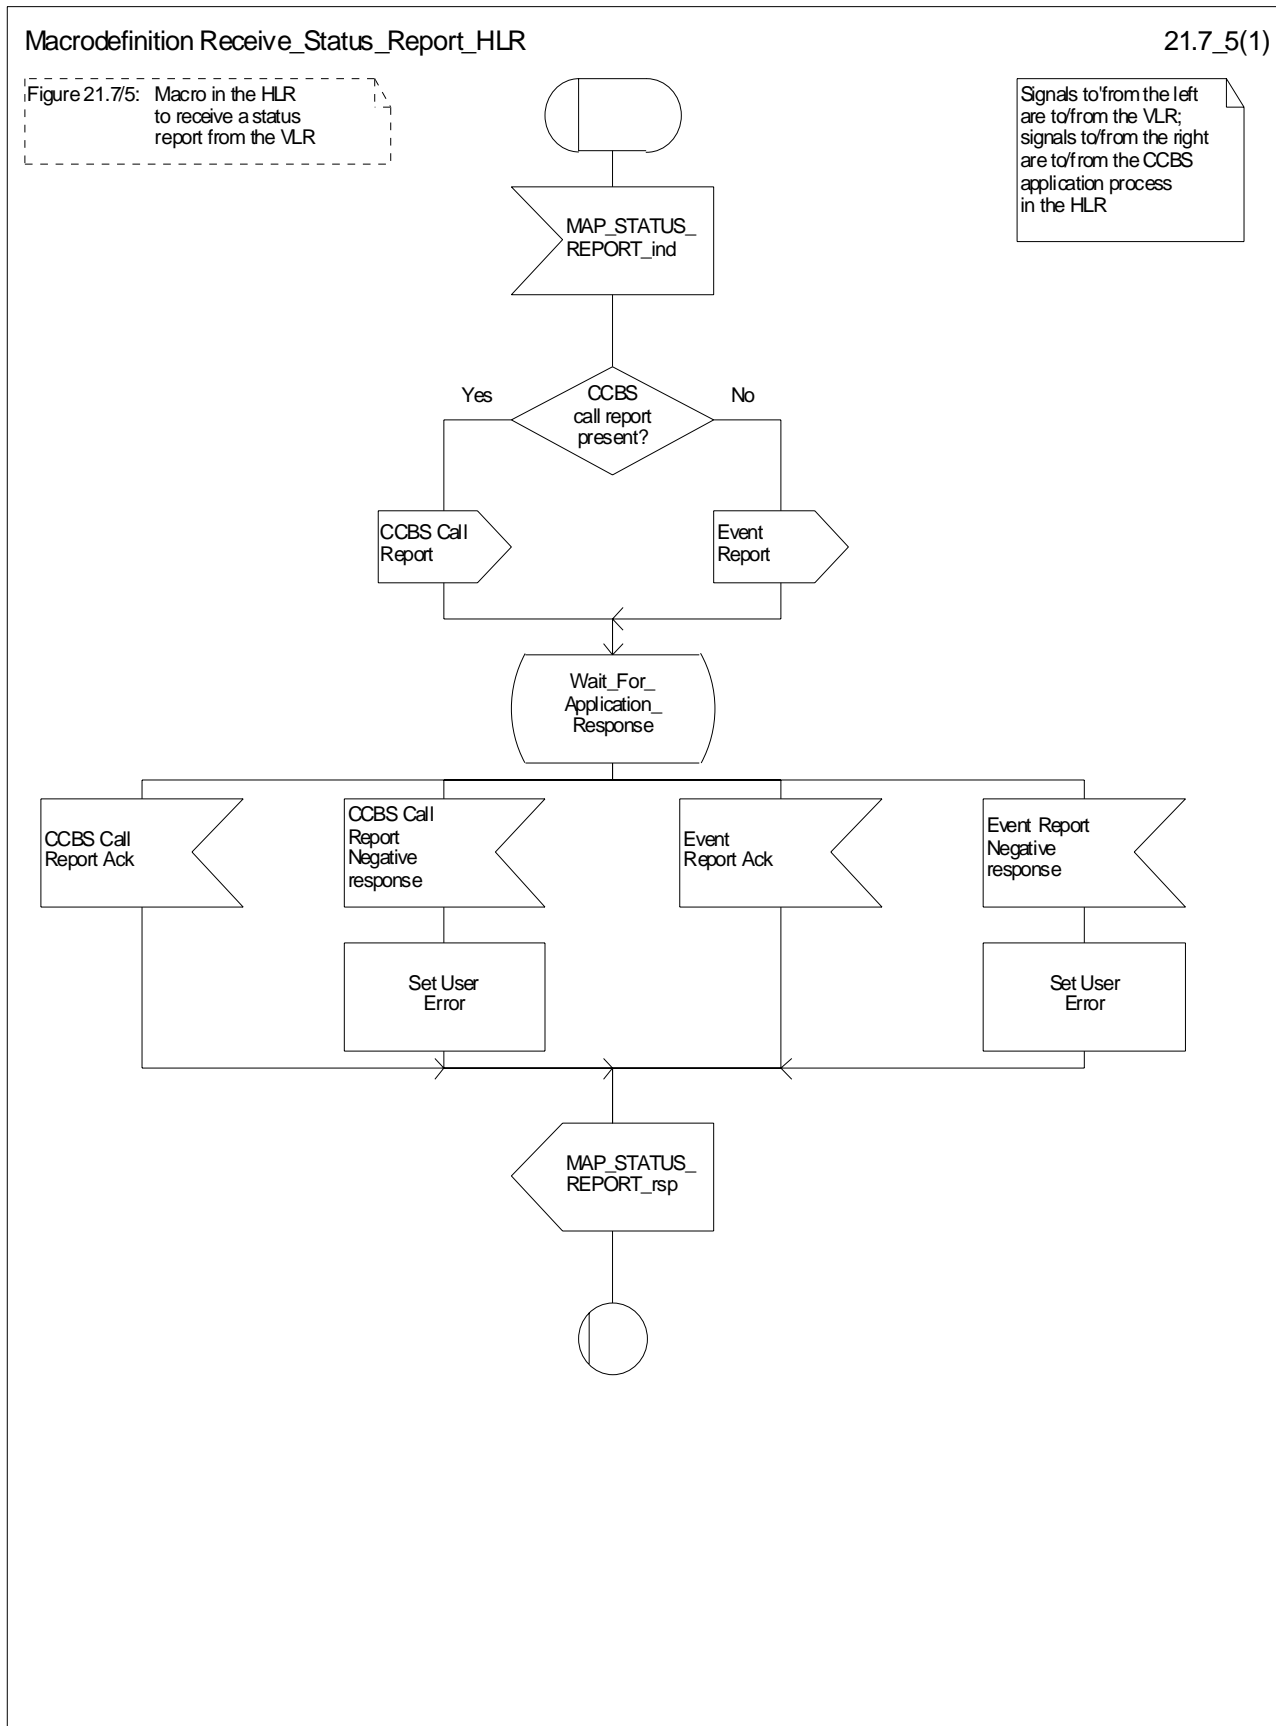 Macrodefinition Receive_Status_Report_HLR
21.7_5(1)
Figure 21.7/5: Macro in the HLR
to receive a status
report from the VLR
Signals to'from the left
are to/from the VLR;
signals to/from the right
are to/from the CCBS
application process
in the HLR
MAP_STATUS_
REPORT_ind
CCBS
call report
present?
Yes
No
CCBS Call
Report
Event
Report
Wait_For_
Application_
Response
CCBS Call
Report Ack
CCBS Call
Report
Negative
response
Event
Report Ack
Event Report
Negative
response
Set User
Error
Set User
Error
MAP_STATUS_
REPORT_rsp